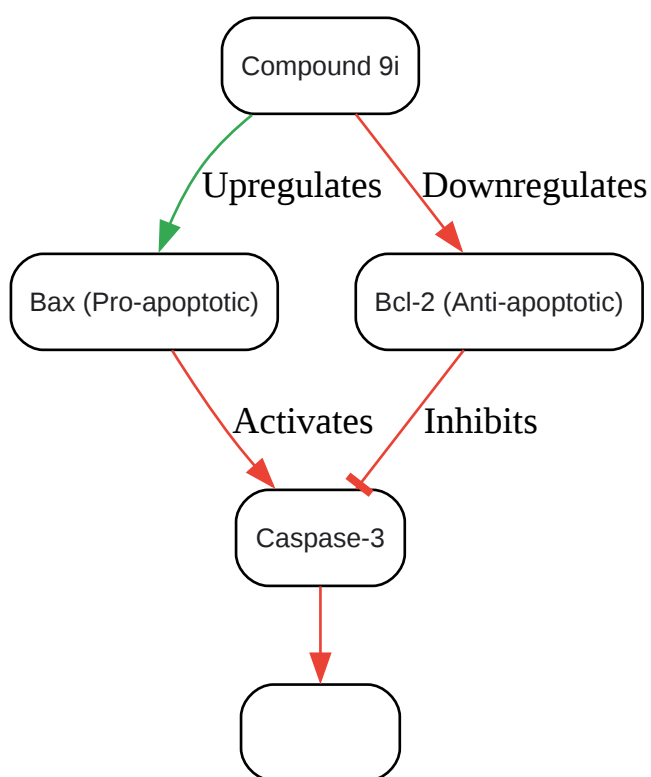 Compound 9i
Upregulates
Downregulates
Bax (Pro-apoptotic)
Bcl-2 (Anti-apoptotic)
Activates
Inhibits
Caspase-3